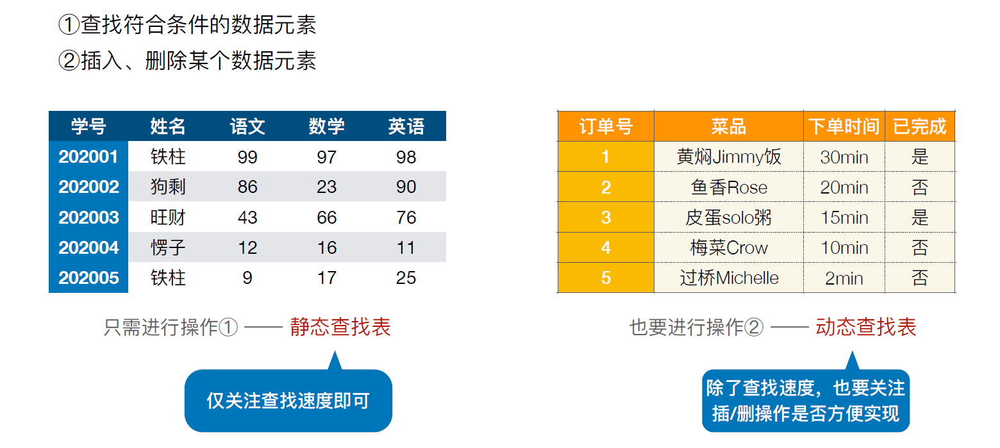 ①查找符合条件的数据元素
②插入、删除某个数据元素
学号 姓名 语文 数学 英语
202001 铁柱 99 97 98
202002 狗剩 86 23 90
202003 旺财 43 66 76
202004 愣子 12 16 11
202005 铁柱 9 17 25
只需进行操作① —— 静态查找表
仅关注查找速度即可
订单号 菜品 下单时间 已完成
1 黄焖Jimmy饭 30min 是
2 鱼香Rose 20min 否
3 皮蛋solo粥 15min 是
4 梅菜Crow 10min 否
5 过桥Michelle 2min 否
也要进行操作② —— 动态查找表
除了查找速度，也要关注
插/删操作是否方便实现